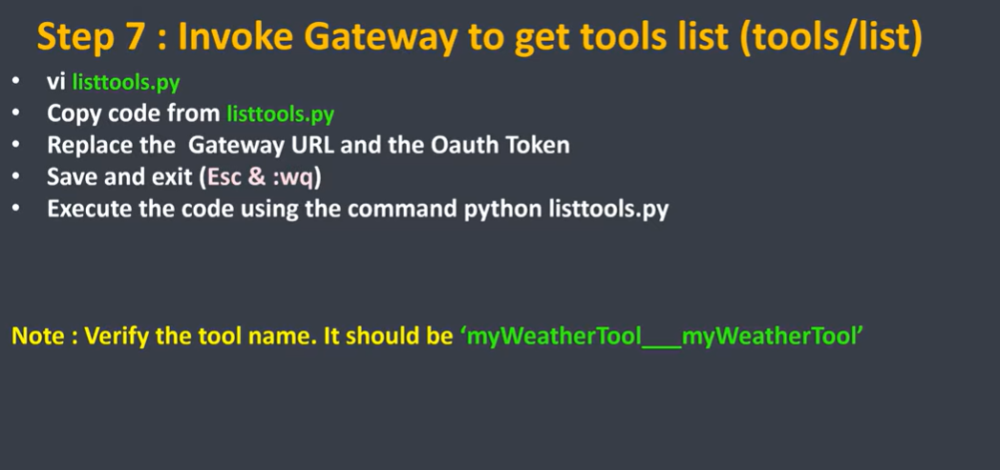 Step 7 : Invoke Gateway to get tools list (tools/list)
• vi listtools.py
• Copy code from listtools.py
• Replace the Gateway URL and the Oauth Token
• Save and exit (Esc & :wq)
• Execute the code using the command python listtools.py
Note : Verify the tool name. It should be ‘myWeatherTool___myWeatherTool’